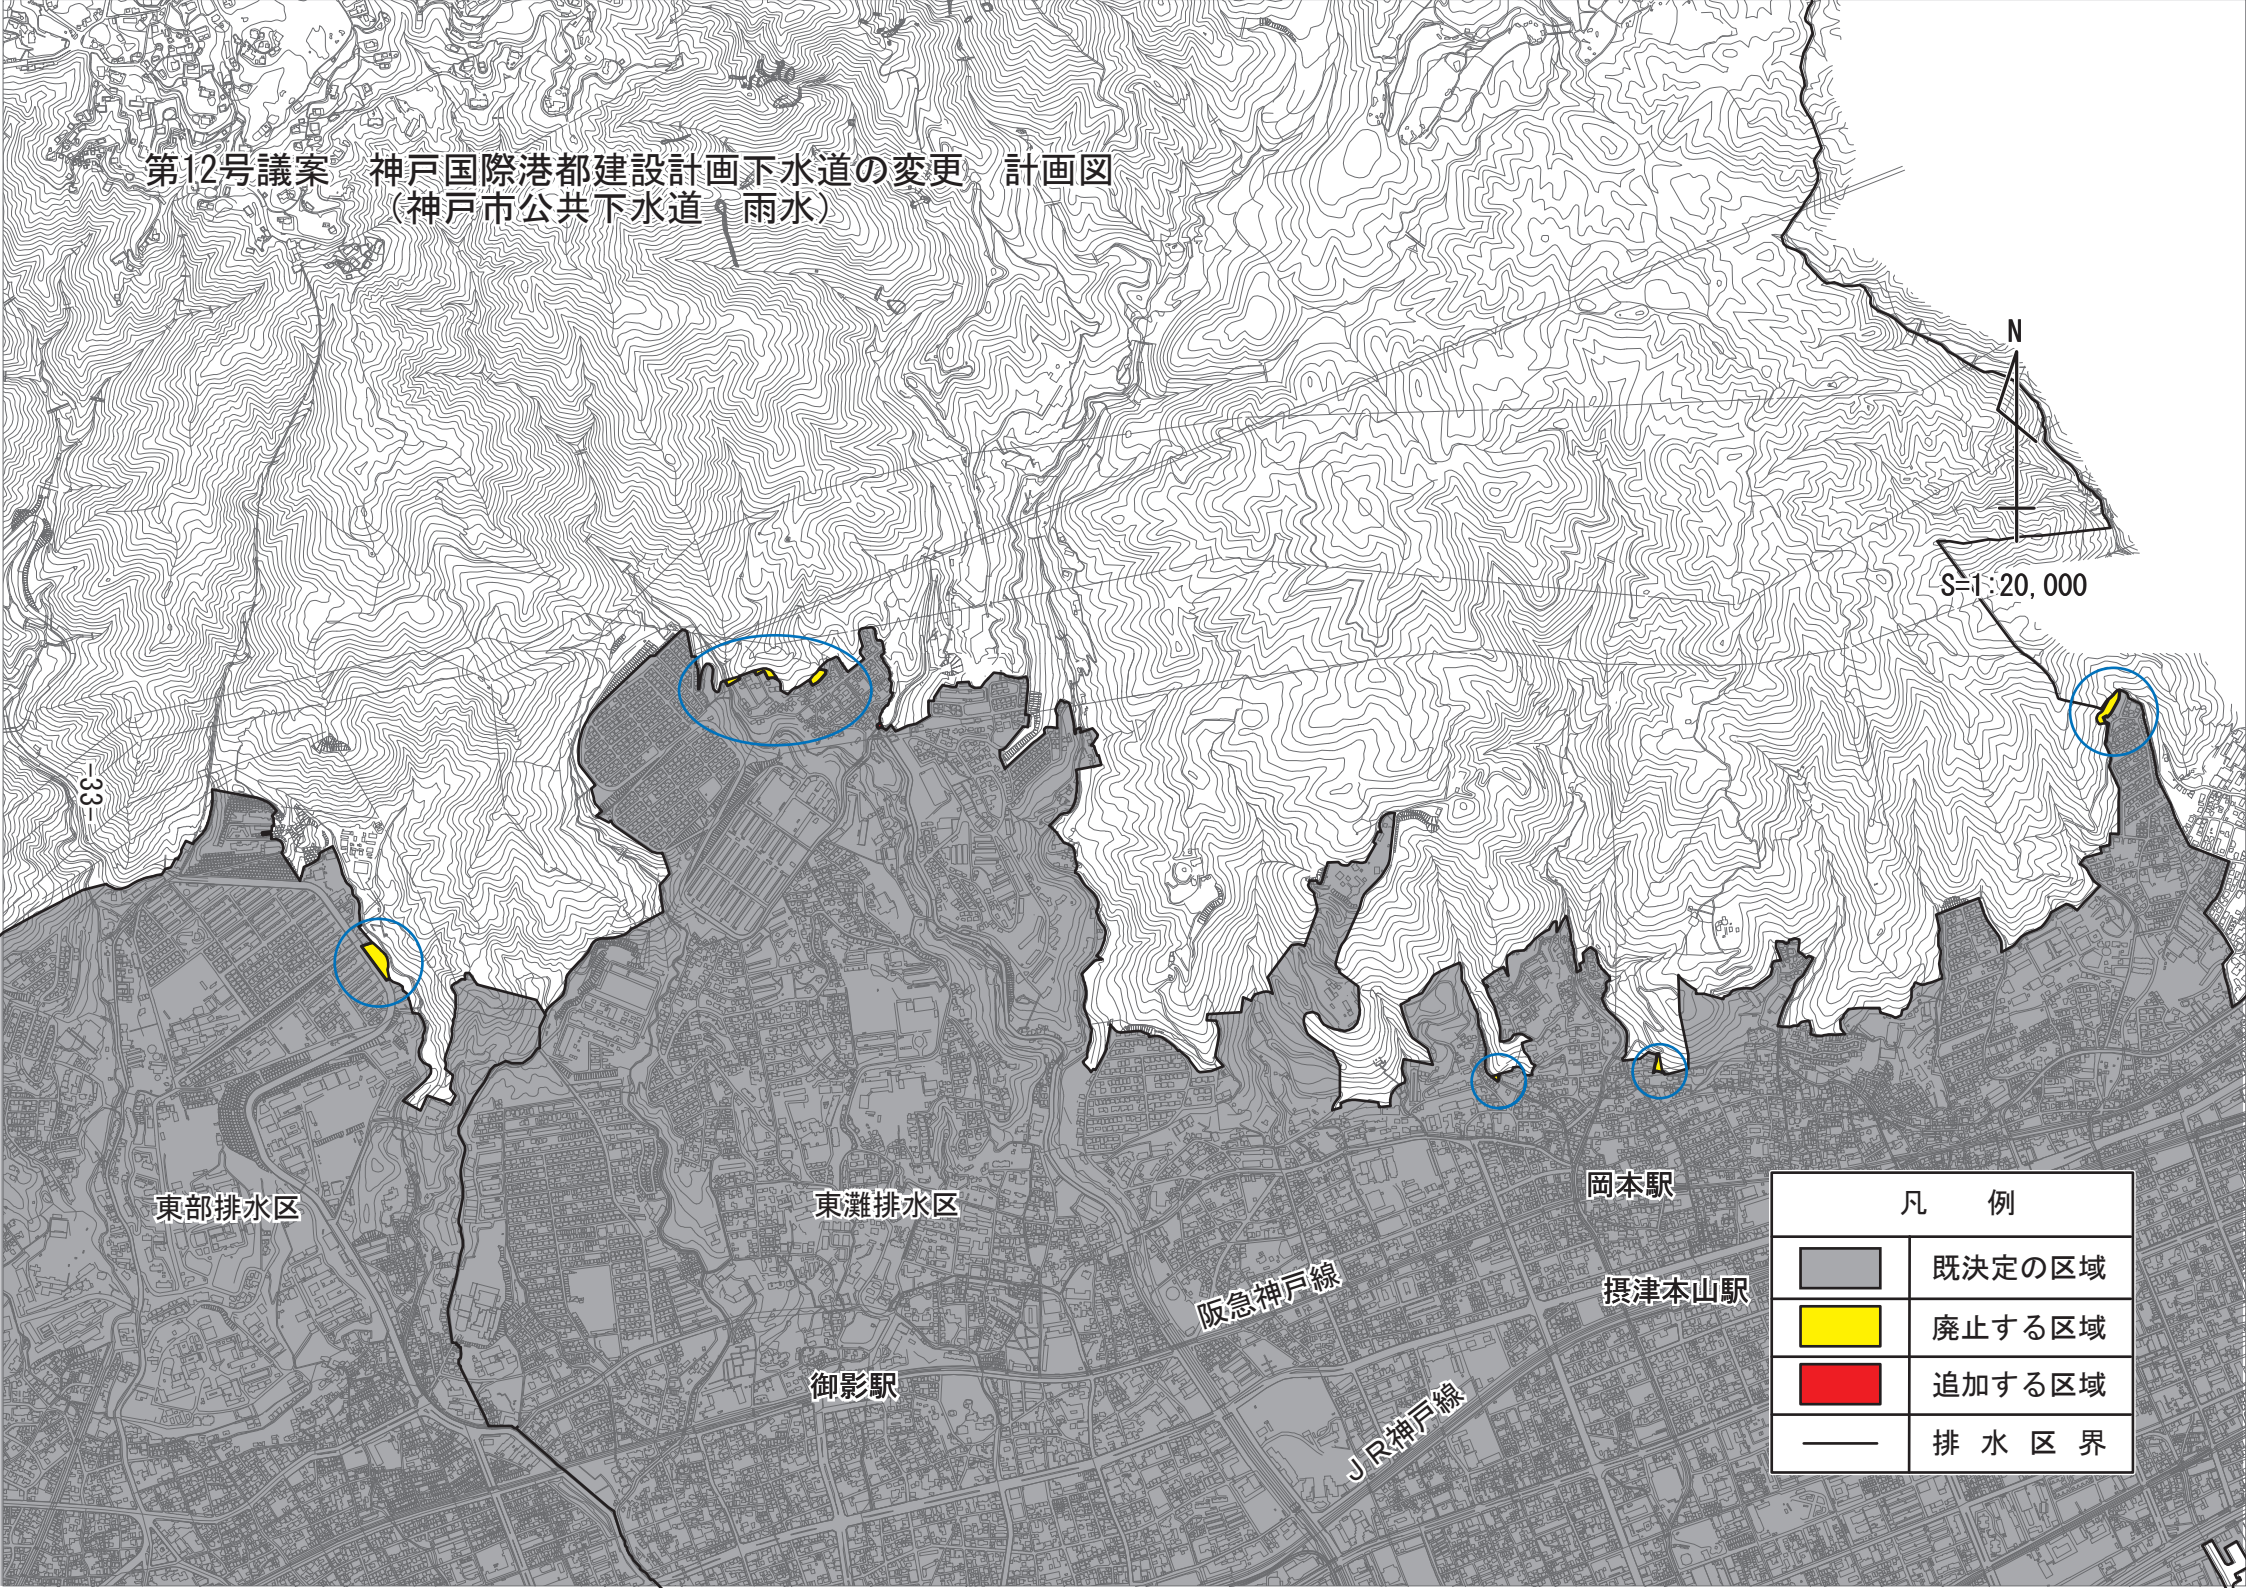 第12号議案　神戸国際港都建設計画下水道の変更　計画図
（神戸市公共下水道　雨水）
N
S=1:20,000
-33-
東部排水区
東灘排水区
岡本駅
摂津本山駅
阪急神戸線
御影駅
ＪＲ神戸線
凡　例
既決定の区域
廃止する区域
追加する区域
排水区界